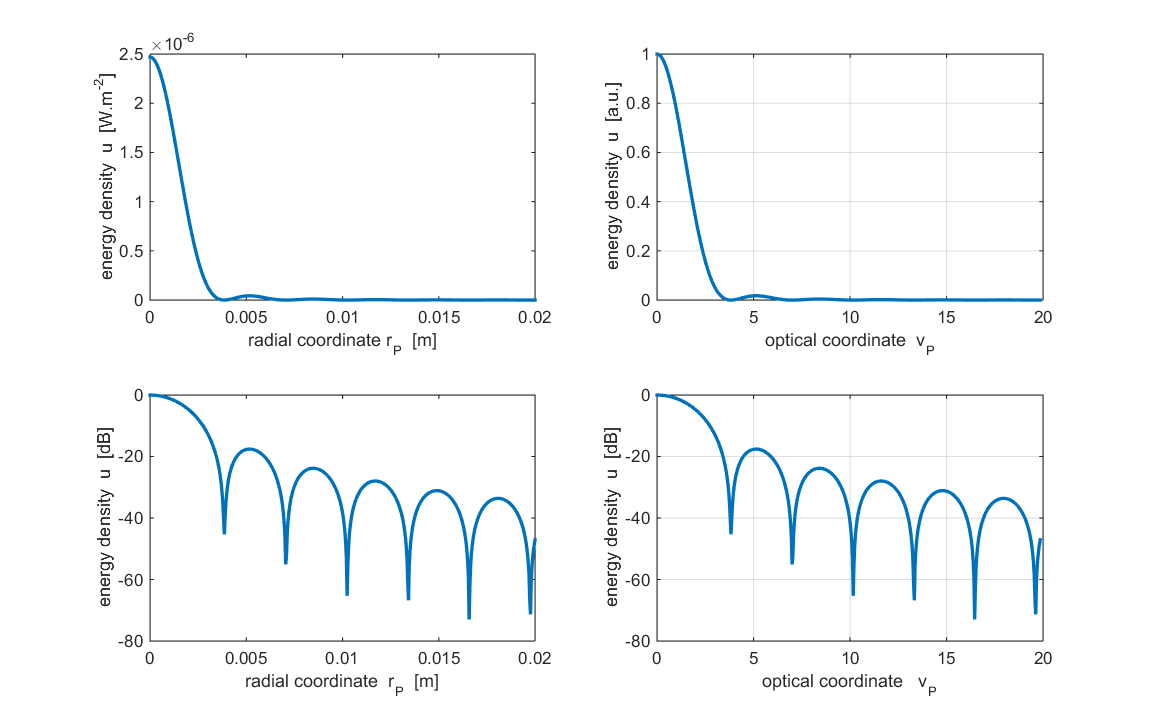 ×10-6
2.5
2
1.5
1
0.5
0
energy density u [W.m-2]
0 0.005 0.01 0.015 0.02
radial coordinate rP [m]
1
0.8
0.6
0.4
0.2
0
energy density u [a.u.]
0 5 10 15 20
optical coordinate vP
0
-20
-40
-60
-80
energy density u [dB]
0 0.005 0.01 0.015 0.02
radial coordinate rP [m]
0
-20
-40
-60
-80
energy density u [dB]
0 5 10 15 20
optical coordinate vP